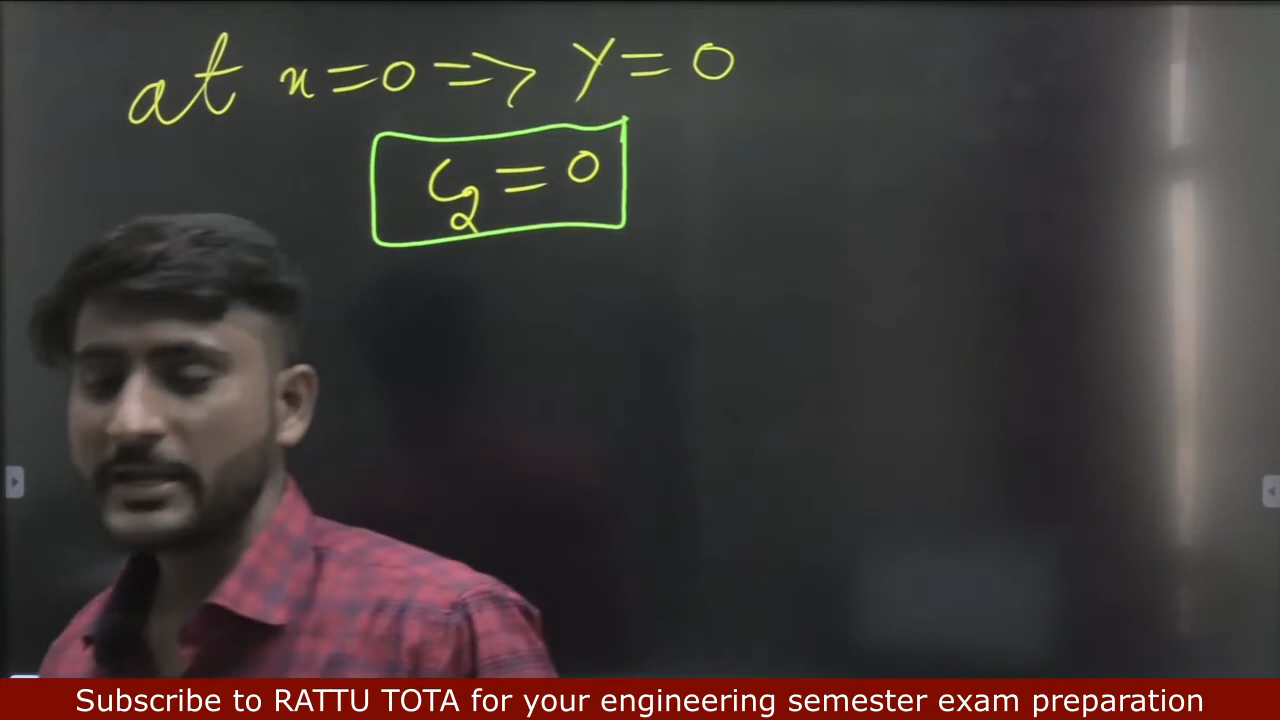 at x=0 => y=0
C₂=0
Subscribe to RATTU TOTA for your engineering semester exam preparation